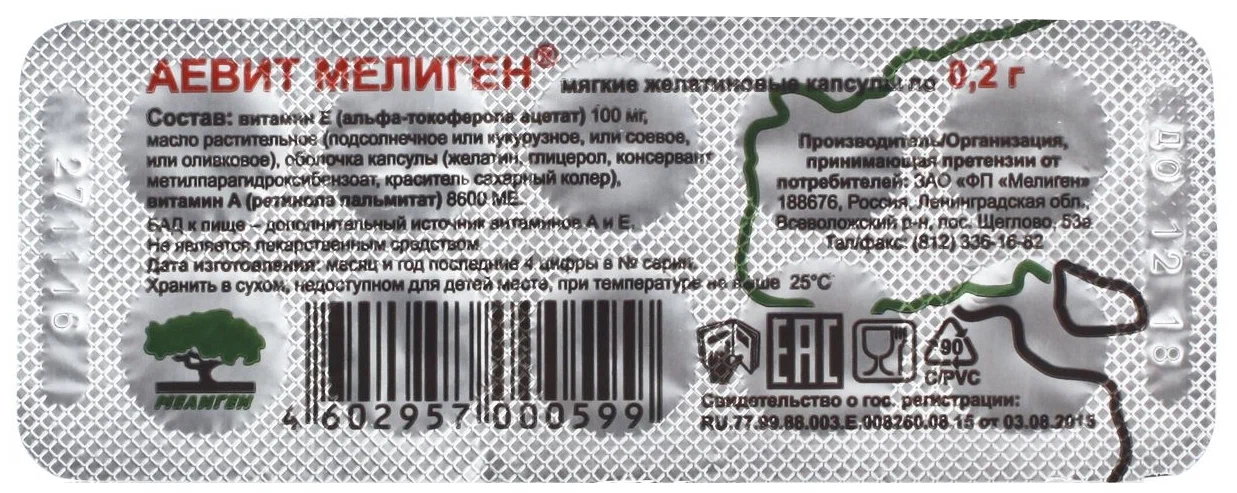 АЕВИТ МЕЛИГЕН® мягкие желатиновые капсулы по 0,2 г
Состав: витамин Е (альфа-токоферола ацетат) 100 мг,
масло растительное (подсолнечное или кукурузное, или соевое,
или оливковое), оболочка капсулы (желатин, глицерол, консервант
метилпарагидроксибензоат, краситель сахарный колер),
витамин А (ретинола пальмитат) 8600 МЕ.
БАД к пище – дополнительный источник витаминов А и Е.
Не является лекарственным средством
Дата изготовления: месяц и год последние 4 цифры в № серии.
Хранить в сухом, недоступном для детей месте, при температуре не выше 25°С
Производитель/Организация,
принимающая претензии от
потребителей: ЗАО «ФП «Мелиген»
188676, Россия, Ленинградская обл.,
Всеволожский р-н, пос. Щеглово, 53а
Тел/факс: (812) 336-16-82
271116
ДО 1218
МЕЛИГЕН
4 602957 000599
ЕАС
90
C/PVC
Свидетельство о гос. регистрации:
RU.77.99.88.003.Е.008260.08.15 от 03.08.2015